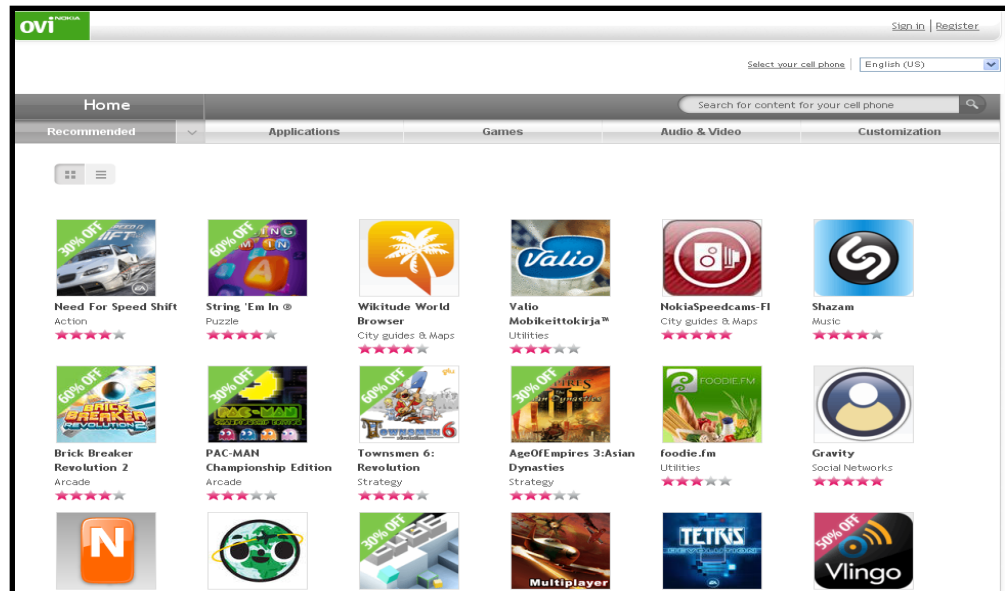 ovi NOKIA
Sign in | Register
Select your cell phone | English (US)
Home
Search for content for your cell phone
Recommended Applications Games Audio & Video Customization
30% OFF 60% OFF
SHIFT
Valio
Need For Speed Shift String 'Em In ® Wikitude World Valio NokiaSpeedcams-FI Shazam
Action Puzzle Browser Mobikeittokirja™ City guides & Maps Music
City guides & Maps Utilities
60% OFF 30% OFF 60% OFF 30% OFF
FOODIE.FM
BRICK BREAKER REVOLUTION 2
PAC-MAN
TOWNSMEN 6
Brick Breaker PAC-MAN Townsmen 6: AgeOfEmpires 3:Asian foodie.fm Gravity
Revolution 2 Championship Edition Revolution Dynasties Utilities Social Networks
Arcade Arcade Strategy Strategy
30% OFF 50% OFF
N EDGE Multiplayer TETRIS Vlingo
REVOLUTION